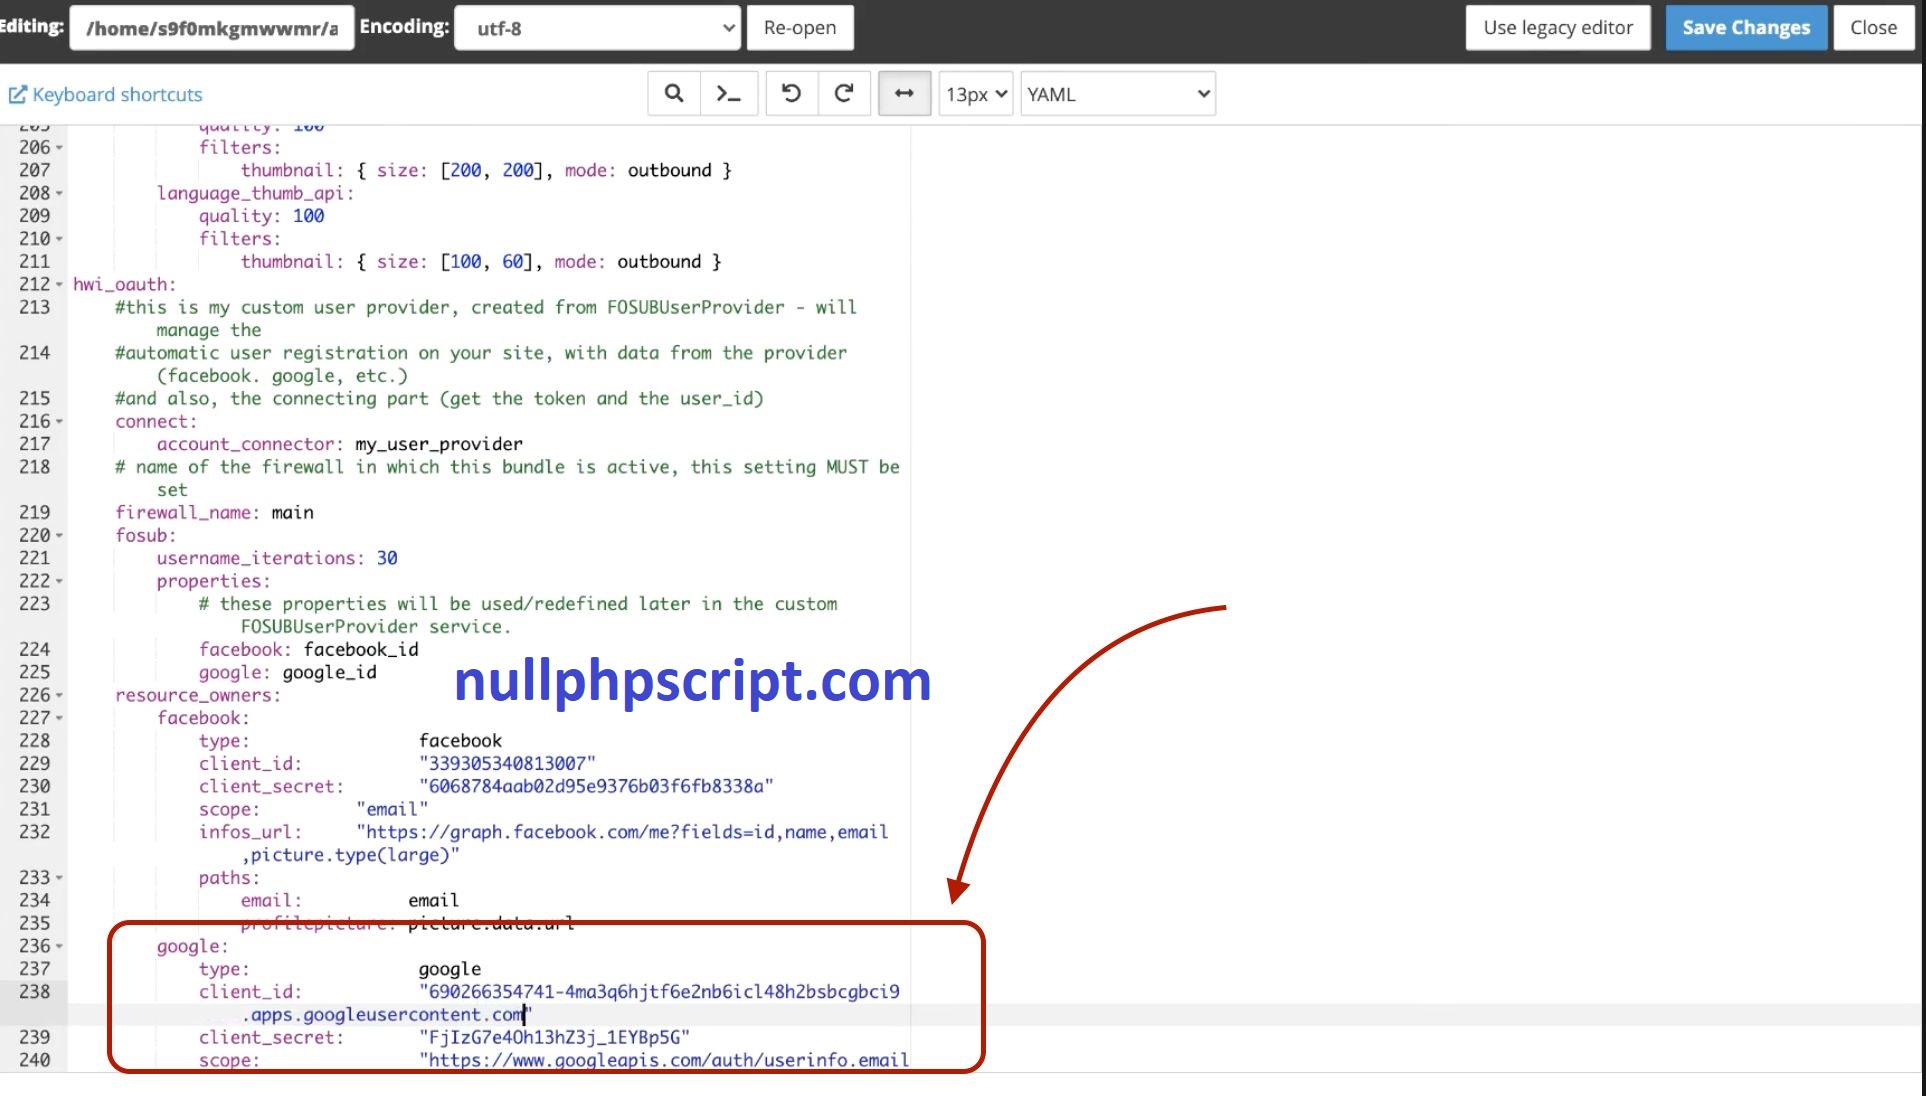 Editing: /home/s9f0mkgmwwmr/a Encoding: utf-8 Re-open Use legacy editor Save Changes Close
Keyboard shortcuts 13px YAML
205 quality: 100
206 filters:
207 thumbnail: { size: [200, 200], mode: outbound }
208 language_thumb_api:
209 quality: 100
210 filters:
211 thumbnail: { size: [100, 60], mode: outbound }
212 hwi_oauth:
213 #this is my custom user provider, created from FOSUBUserProvider - will
manage the
214 #automatic user registration on your site, with data from the provider
(facebook. google, etc.)
215 #and also, the connecting part (get the token and the user_id)
216 connect:
217 account_connector: my_user_provider
218 # name of the firewall in which this bundle is active, this setting MUST be
set
219 firewall_name: main
220 fosub:
221 username_iterations: 30
222 properties:
223 # these properties will be used/redefined later in the custom
FOSUBUserProvider service.
224 facebook: facebook_id
225 google: google_id
nullphpscript.com
226 resource_owners:
227 facebook:
228 type: facebook
229 client_id: "339305340813007"
230 client_secret: "6068784aab02d95e9376b03f6fb8338a"
231 scope: "email"
232 infos_url: "https://graph.facebook.com/me?fields=id,name,email
,picture.type(large)"
233 paths:
234 email: email
235 profilepicture: picture.data.url
236 google:
237 type: google
238 client_id: "690266354741-4ma3q6hjtf6e2nb6icl48h2bsbcgbci9
.apps.googleusercontent.com"
239 client_secret: "FjIzG7e4Oh13hZ3j_1EYBp5G"
240 scope: "https://www.googleapis.com/auth/userinfo.email